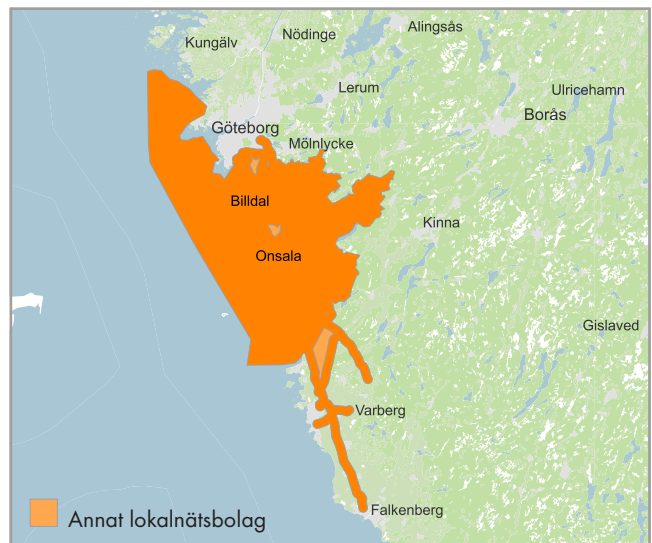 Alingsås
Nödinge
Kungälv
Lerum
Ulricehamn
Borås
Göteborg
Mölnlycke
Billdal
Kinna
Onsala
Gislaved
Varberg
Falkenberg
Annat lokalnätsbolag